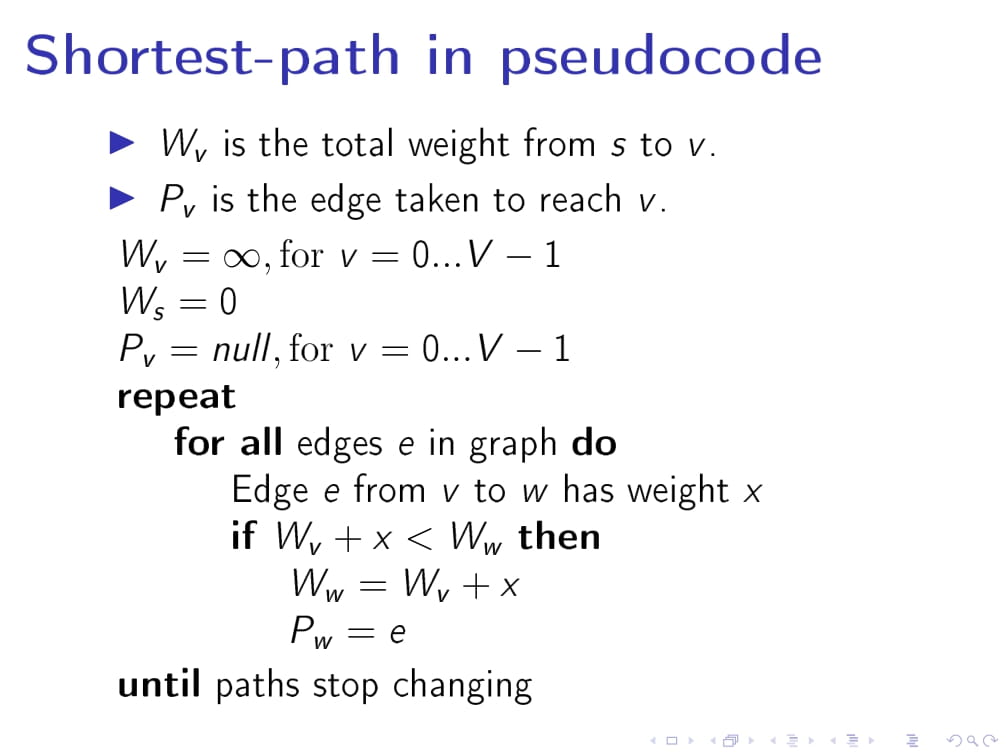 Shortest-path in pseudocode
▶ W_v is the total weight from s to v.
▶ P_v is the edge taken to reach v.
W_v = ∞, for v = 0...V − 1
W_s = 0
P_v = null, for v = 0...V − 1
repeat
for all edges e in graph do
Edge e from v to w has weight x
if W_v + x < W_w then
W_w = W_v + x
P_w = e
until paths stop changing